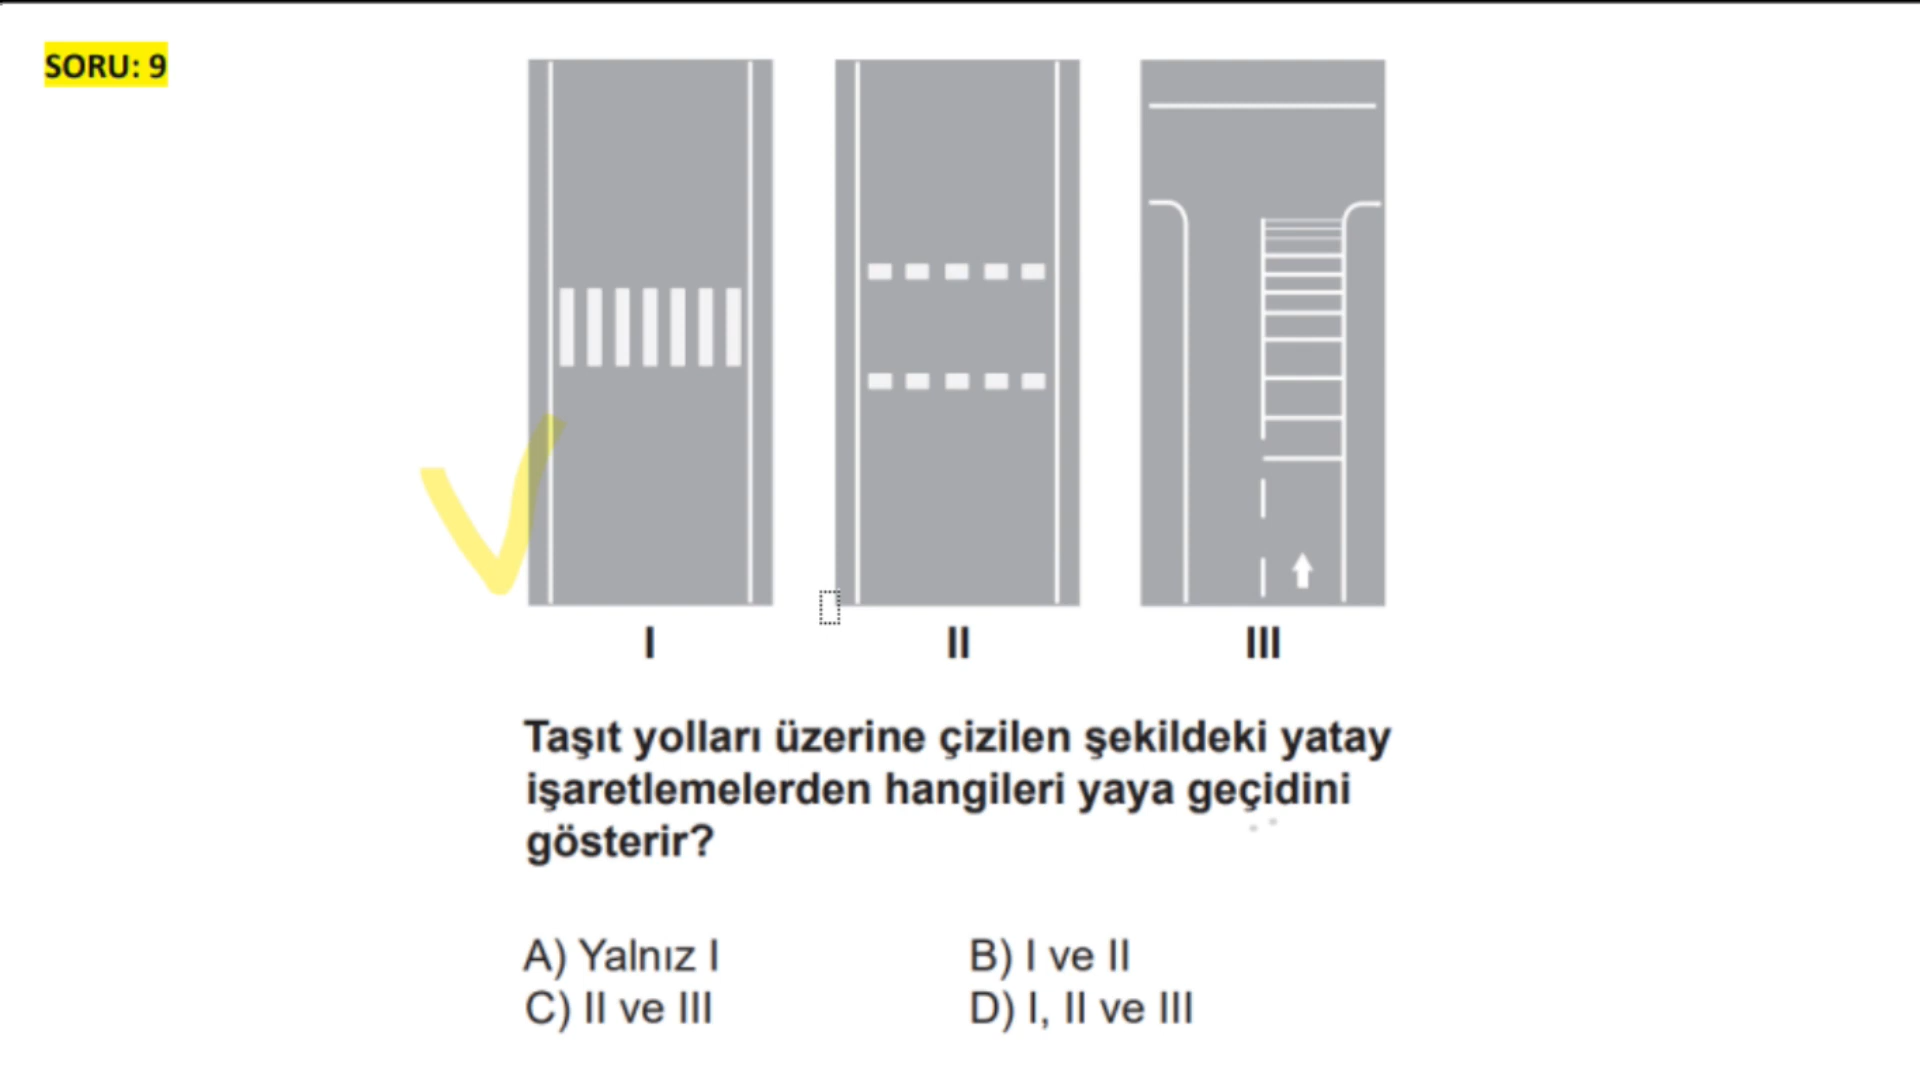 SORU: 9
I
II
III
Taşıt yolları üzerine çizilen şekildeki yatay
işaretlemelerden hangileri yaya geçidini
gösterir?
A) Yalnız I
B) I ve II
C) II ve III
D) I, II ve III